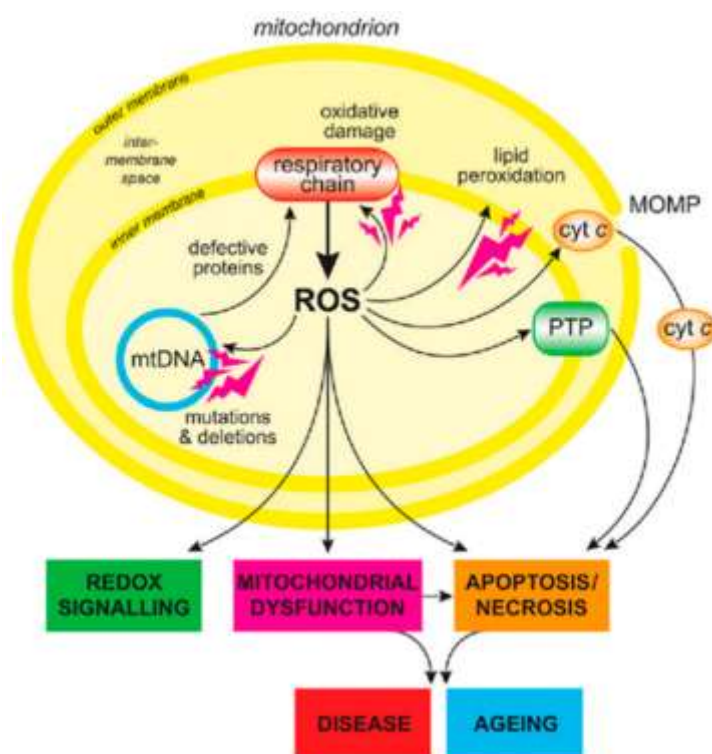 mitochondrion
outer membrane
inter-
membrane
space
inner membrane
oxidative
damage
respiratory
chain
lipid
peroxidation
MOMP
cyt c
defective
proteins
ROS
cyt c
PTP
mtDNA
mutations
& deletions
REDOX
SIGNALLING
MITOCHONDRIAL
DYSFUNCTION
APOPTOSIS/
NECROSIS
DISEASE
AGEING